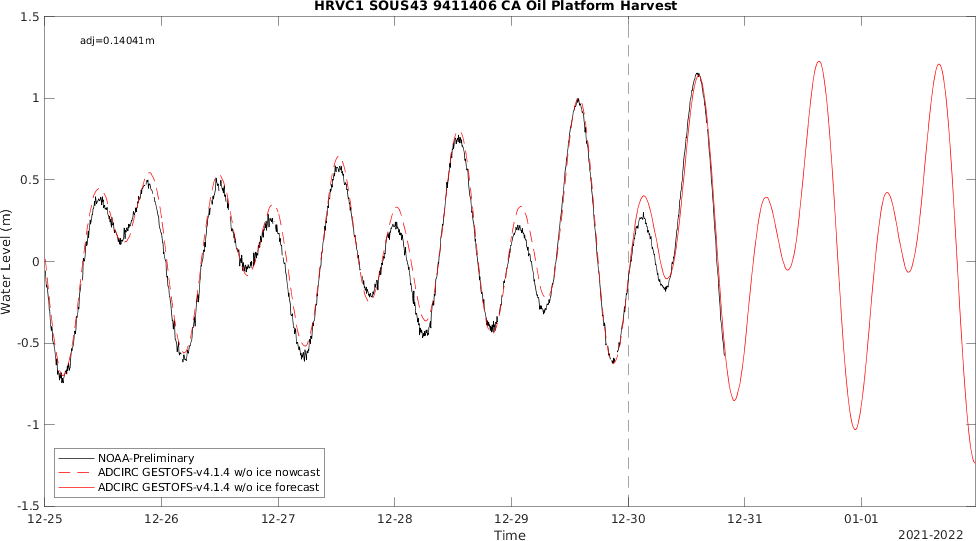 HRVC1 SOUS43 9411406 CA Oil Platform Harvest
1.5
adj=0.14041m
1
0.5
0
-0.5
-1
-1.5
Water Level (m)
NOAA-Preliminary
ADCIRC GESTOFS-v4.1.4 w/o ice nowcast
ADCIRC GESTOFS-v4.1.4 w/o ice forecast
12-25 12-26 12-27 12-28 12-29 12-30 12-31 01-01
Time
2021-2022